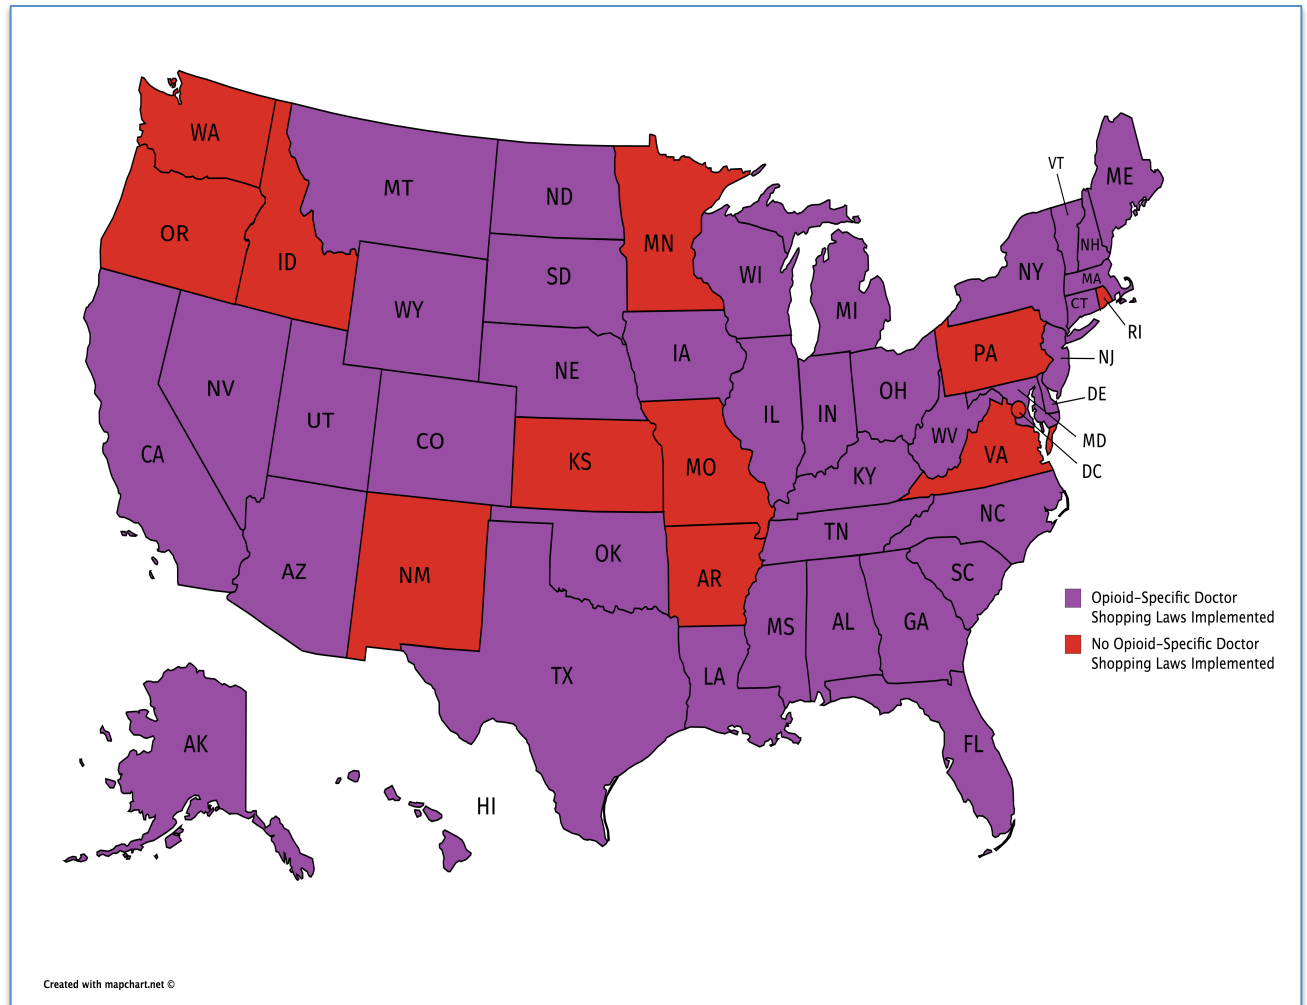 WA
MT
ND
MN
VT
ME
OR
ID
SD
WI
NY
NH
MA
CT
RI
WY
MI
IA
PA
NJ
NE
NV
UT
CO
IL
IN
OH
DE
CA
KS
MO
WV
VA
MD
DC
KY
AZ
NM
OK
AR
TN
NC
SC
MS
AL
GA
TX
LA
AK
HI
FL
Opioid-Specific Doctor
Shopping Laws Implemented
No Opioid-Specific Doctor
Shopping Laws Implemented
Created with mapchart.net ©